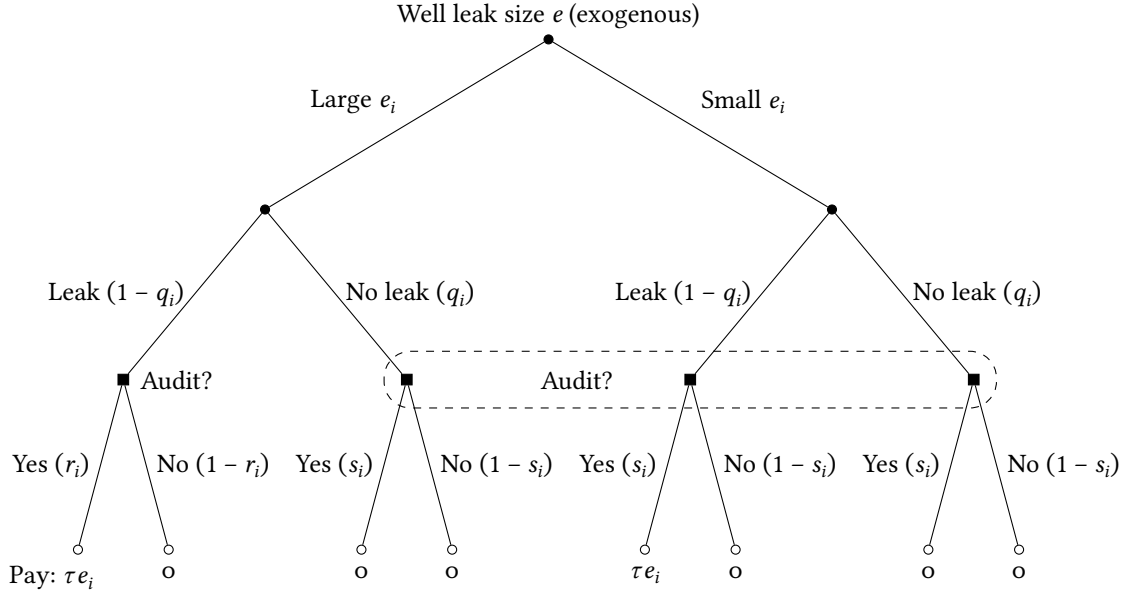 Well leak size e (exogenous)
Large e_i
Small e_i
Leak (1 − q_i)
No leak (q_i)
Leak (1 − q_i)
No leak (q_i)
Audit?
Audit?
Yes (r_i)
No (1 − r_i)
Yes (s_i)
No (1 − s_i)
Yes (s_i)
No (1 − s_i)
Yes (s_i)
No (1 − s_i)
Pay: τe_i
0
0
0
τe_i
0
0
0